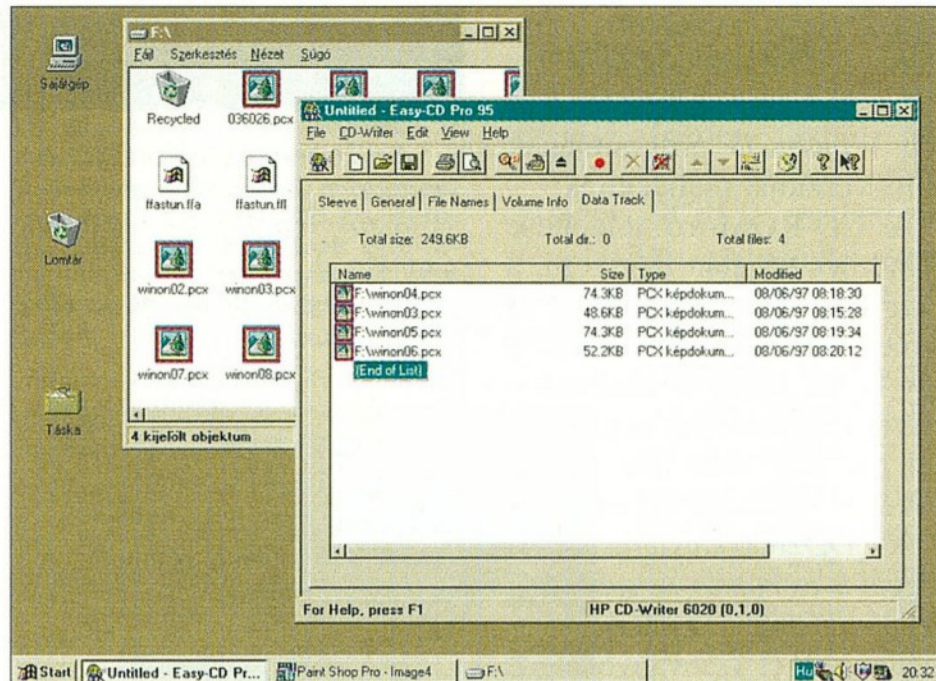 Sajátgép
Lomtár
Táska
F:\
Fájl Szerkesztés Nézet Súgó
Recycled 036026.pcx
ffastun.ffa ffastun.ffl
winon02.pcx winon03.pcx
winon07.pcx winon08.pcx
4 kijelölt objektum
Untitled - Easy-CD Pro 95
File CD-Writer Edit View Help
Sleeve General File Names Volume Info Data Track
Total size: 249.6KB Total dir.: 0 Total files: 4
Name Size Type Modified
F:\winon04.pcx 74.3KB PCX képdokum... 08/06/97 08:18:30
F:\winon03.pcx 48.6KB PCX képdokum... 08/06/97 08:15:28
F:\winon05.pcx 74.3KB PCX képdokum... 08/06/97 08:19:34
F:\winon06.pcx 52.2KB PCX képdokum... 08/06/97 08:20:12
(End of List)
For Help, press F1 HP CD-Writer 6020 (0,1,0)
Start Untitled - Easy-CD Pr... Paint Shop Pro - Image4 F:\ Hu 20:32